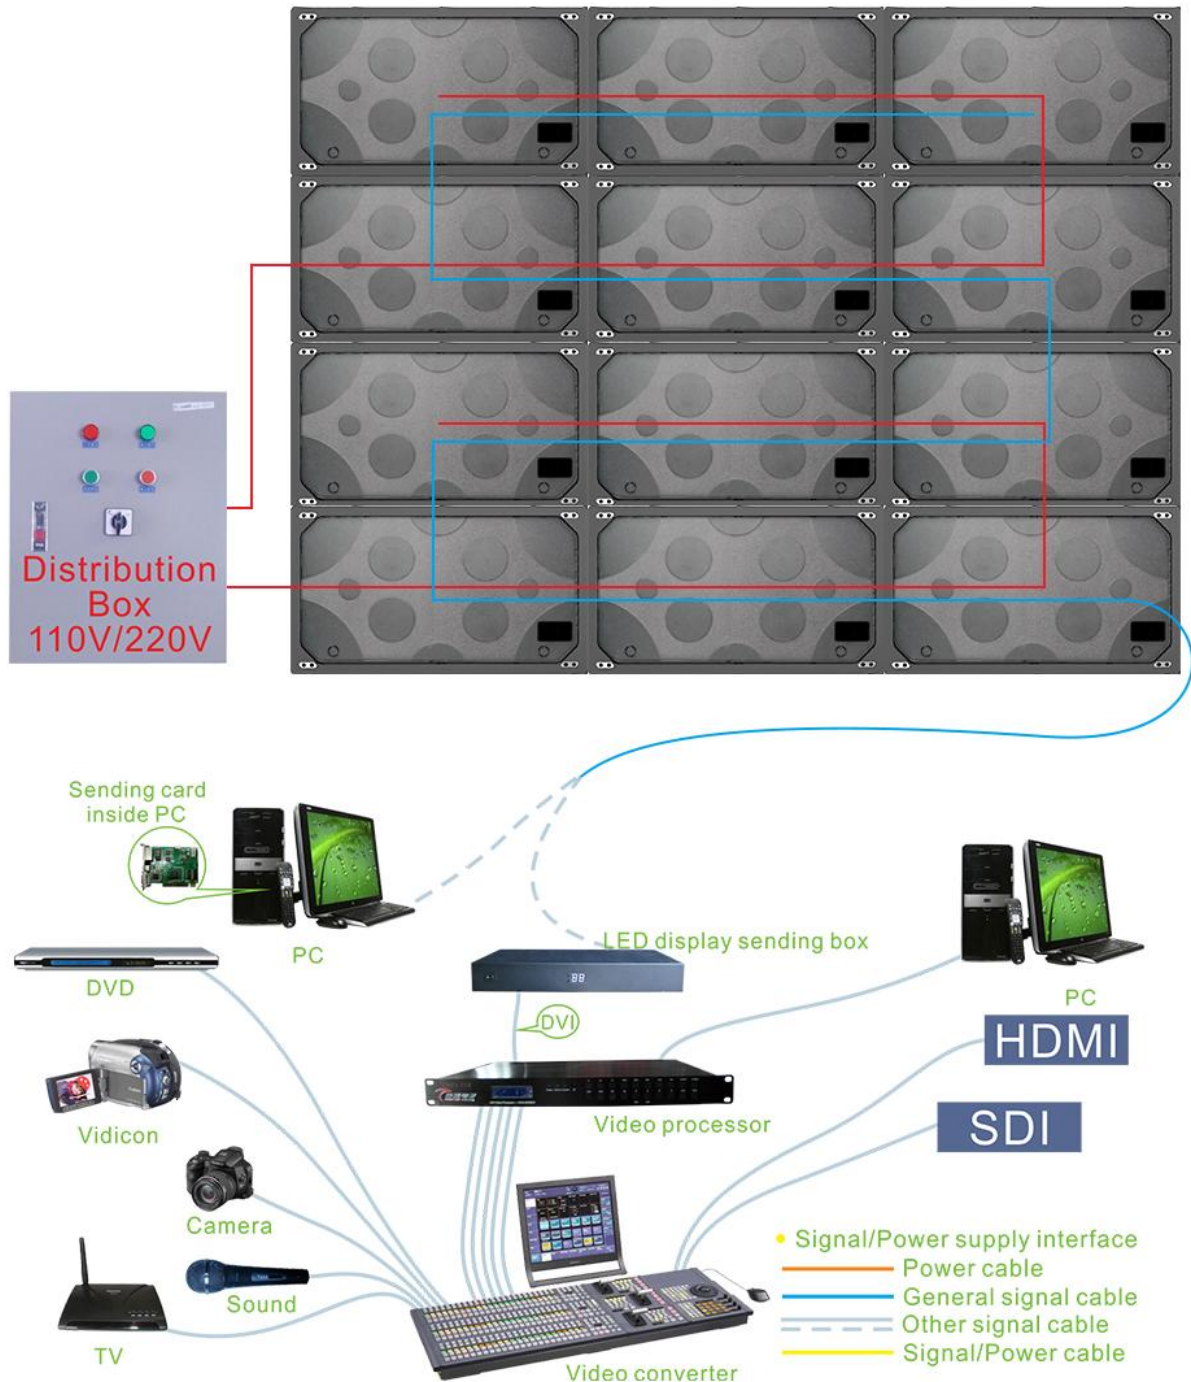 Distribution
Box
110V/220V
Sending card
inside PC
PC
LED display sending box
DVD
DVI
PC
HDMI
Vidicon
Video processor
SDI
Camera
Signal/Power supply interface
Power cable
Sound
General signal cable
Other signal cable
TV
Signal/Power cable
Video converter